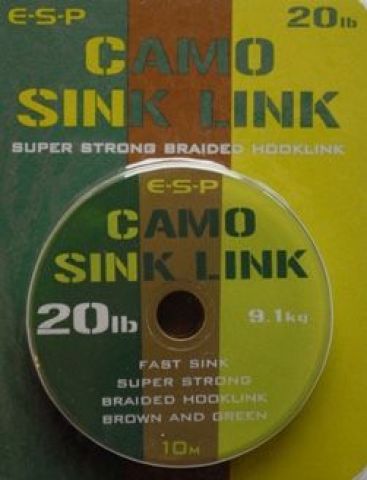 E-S-P 20lb
CAMO
SINK LINK
SUPER STRONG BRAIDED HOOKLINK
E-S-P
CAMO
SINK LINK
20lb 9.1kg
FAST SINK
SUPER STRONG
BRAIDED HOOKLINK
BROWN AND GREEN
10M